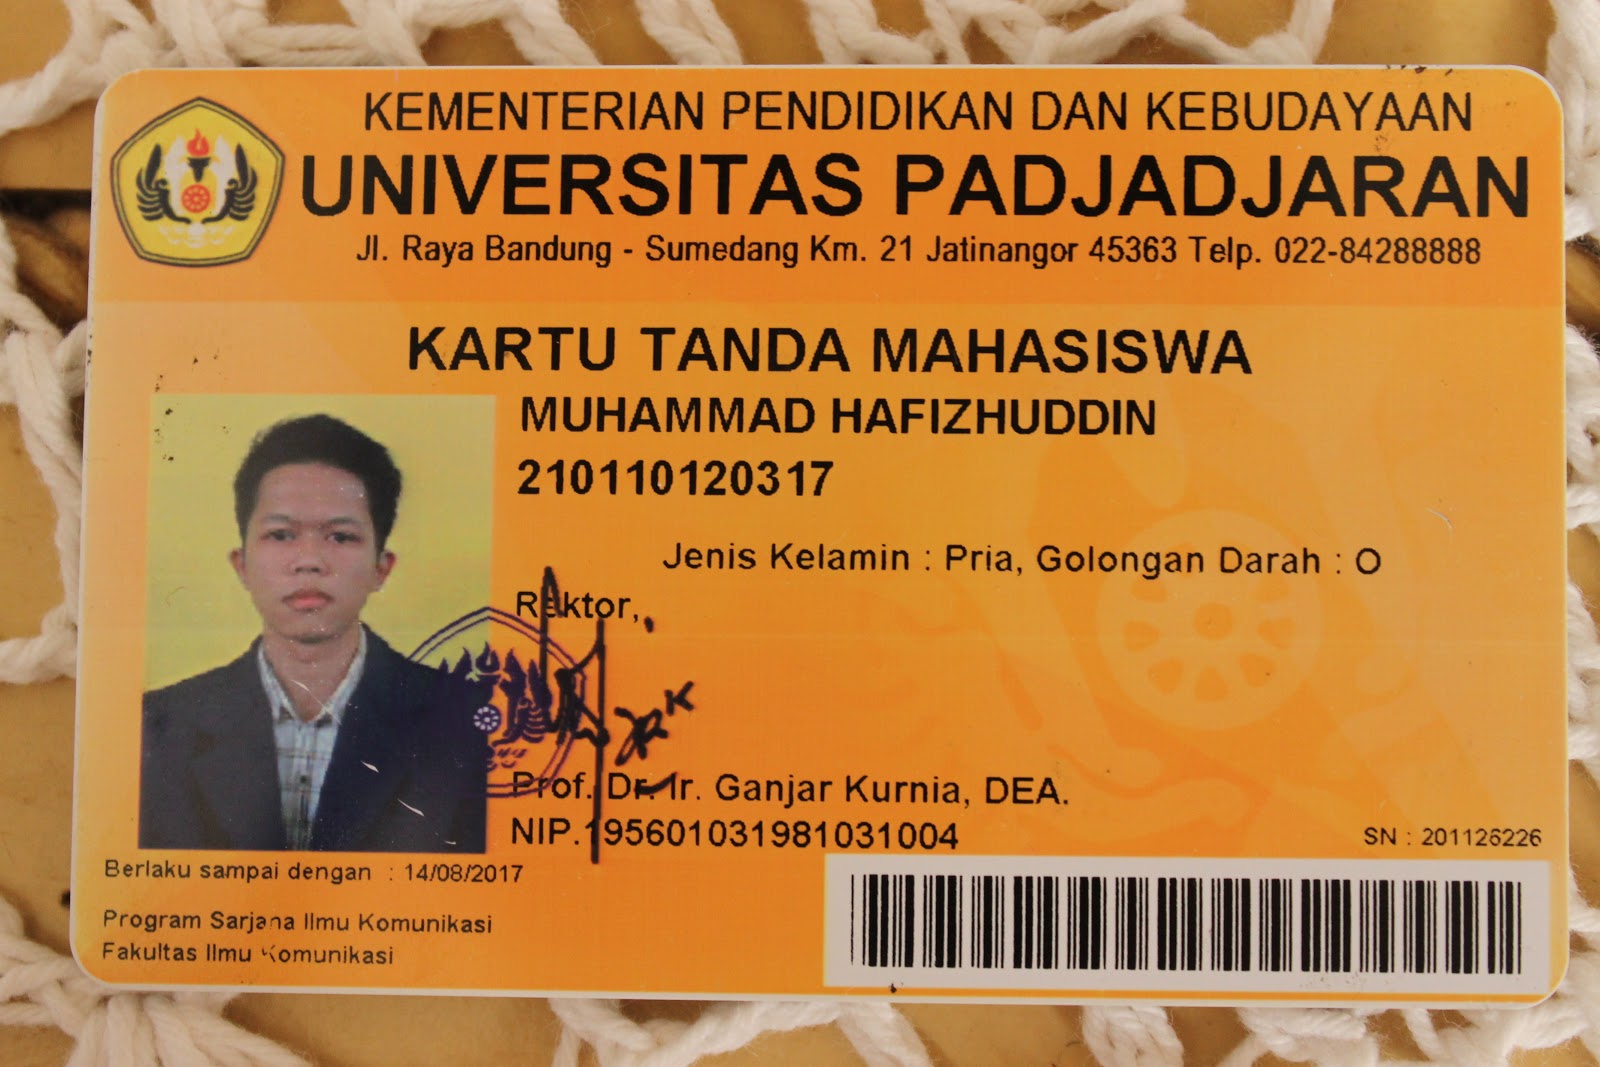 KEMENTERIAN PENDIDIKAN DAN KEBUDAYAAN
UNIVERSITAS PADJADJARAN
Jl. Raya Bandung - Sumedang Km. 21 Jatinangor 45363 Telp. 022-84288888
KARTU TANDA MAHASISWA
MUHAMMAD HAFIZHUDDIN
210110120317
Jenis Kelamin : Pria, Golongan Darah : O
Rektor,
Prof. Dr. Ir. Ganjar Kurnia, DEA.
NIP.195601031981031004
SN : 201126226
Berlaku sampai dengan : 14/08/2017
Program Sarjana Ilmu Komunikasi
Fakultas Ilmu Komunikasi